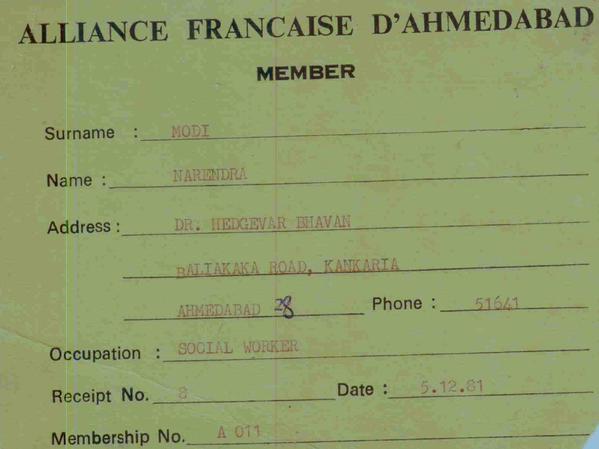 ALLIANCE FRANCAISE D'AHMEDABAD
MEMBER
Surname : MODI
Name : NARENDRA
Address : DR. HEDGEVAR BHAVAN
BALIAKAKA ROAD, KANKARIA
AHMEDABAD 28 Phone : 51641
Occupation : SOCIAL WORKER
Receipt No. 8 Date : 5.12.81
Membership No. A 011